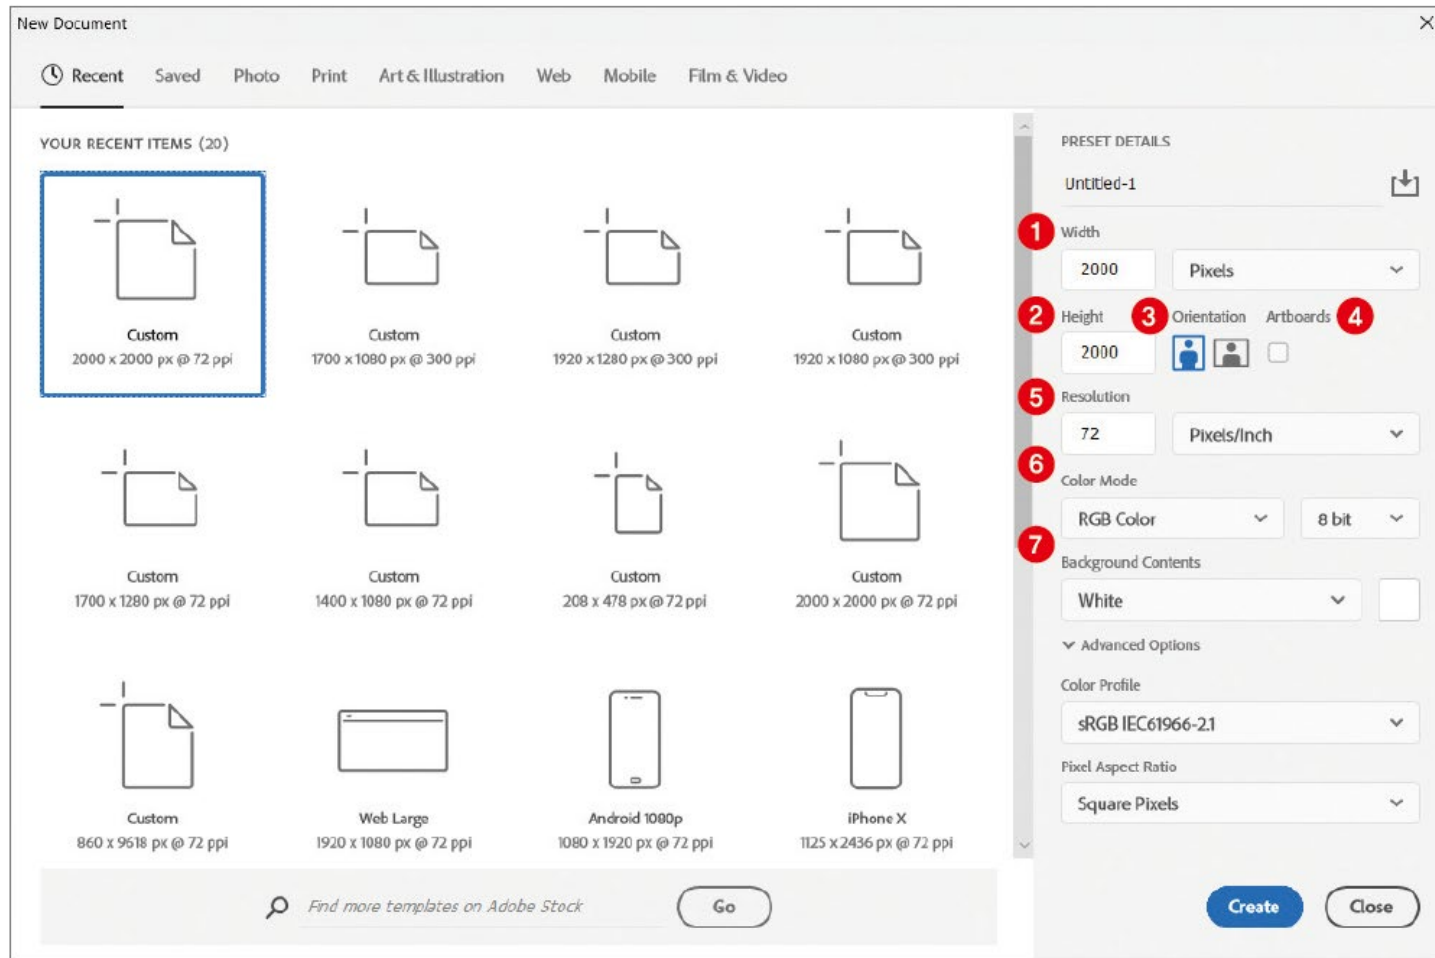 New Document
Recent Saved Photo Print Art & Illustration Web Mobile Film & Video
YOUR RECENT ITEMS (20)
Custom
2000 x 2000 px @ 72 ppi
Custom
1700 x 1080 px @ 300 ppi
Custom
1920 x 1280 px @ 300 ppi
Custom
1920 x 1080 px @ 300 ppi
Custom
1700 x 1280 px @ 72 ppi
Custom
1400 x 1080 px @ 72 ppi
Custom
208 x 478 px @ 72 ppi
Custom
2000 x 2000 px @ 72 ppi
Custom
860 x 9618 px @ 72 ppi
Web Large
1920 x 1080 px @ 72 ppi
Android 1080p
1080 x 1920 px @ 72 ppi
iPhone X
1125 x 2436 px @ 72 ppi
Find more templates on Adobe Stock Go
PRESET DETAILS
Untitled-1
1 Width
2000 Pixels
2 Height 3 Orientation Artboards 4
2000
5 Resolution
72 Pixels/Inch
6 Color Mode
RGB Color 8 bit
7 Background Contents
White
Advanced Options
Color Profile
sRGB IEC61966-2.1
Pixel Aspect Ratio
Square Pixels
Create Close